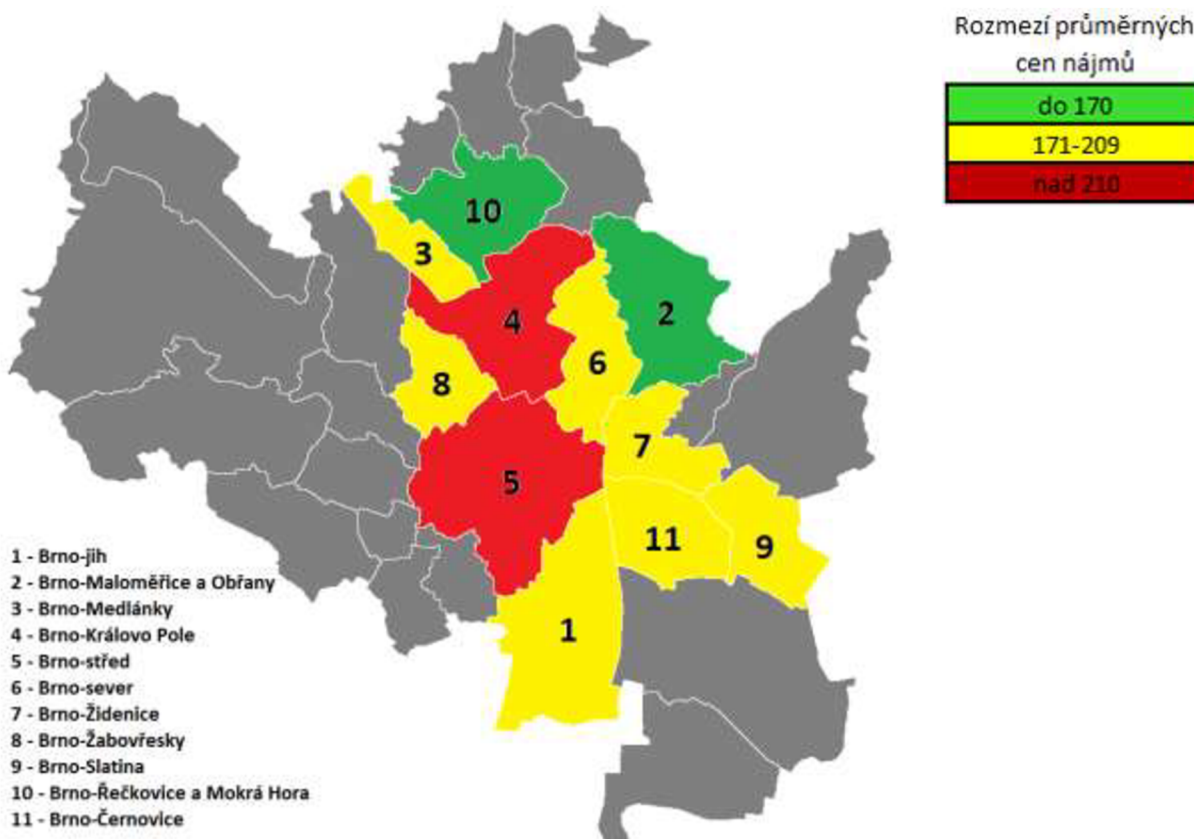 Rozmezí průměrných
cen nájmů
do 170
171-209
nad 210
10
3
4
2
6
8
7
5
11
9
1
1 - Brno-jih
2 - Brno-Maloměřice a Obřany
3 - Brno-Medlánky
4 - Brno-Královo Pole
5 - Brno-střed
6 - Brno-sever
7 - Brno-Židenice
8 - Brno-Žabovřesky
9 - Brno-Slatina
10 - Brno-Řečkovice a Mokrá Hora
11 - Brno-Černovice